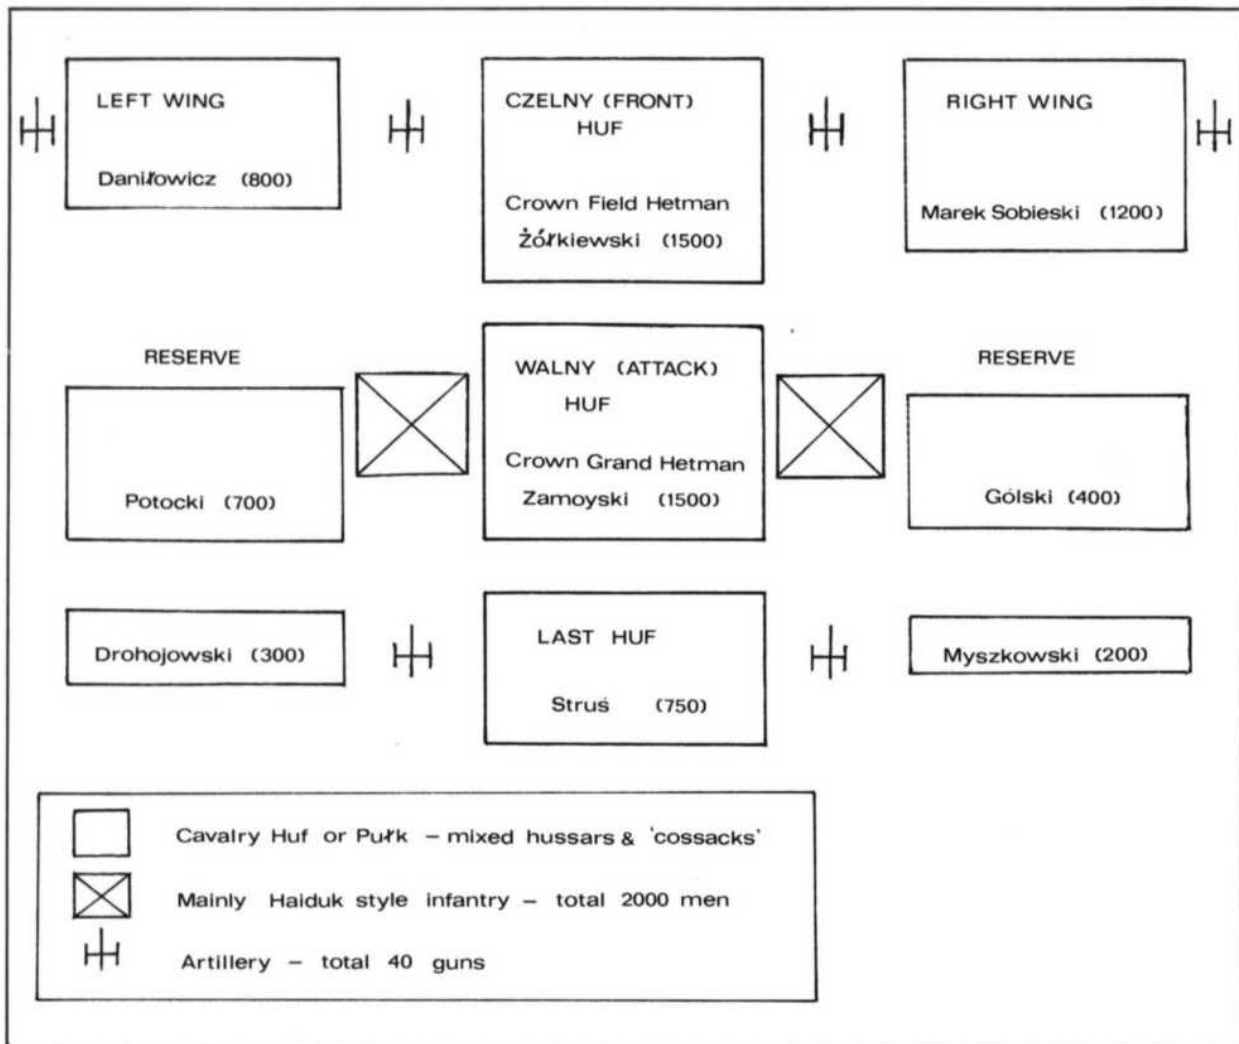 LEFT WING
Daniłowicz (800)
CZELNY (FRONT)
HUF
Crown Field Hetman
Żółkiewski (1500)
RIGHT WING
Marek Sobieski (1200)
RESERVE
Potocki (700)
WALNY (ATTACK)
HUF
Crown Grand Hetman
Zamoyski (1500)
RESERVE
Gólski (400)
Drohojowski (300)
LAST HUF
Struś (750)
Myszkowski (200)
Cavalry Huf or Pułk – mixed hussars & 'cossacks'
Mainly Haiduk style infantry – total 2000 men
Artillery – total 40 guns